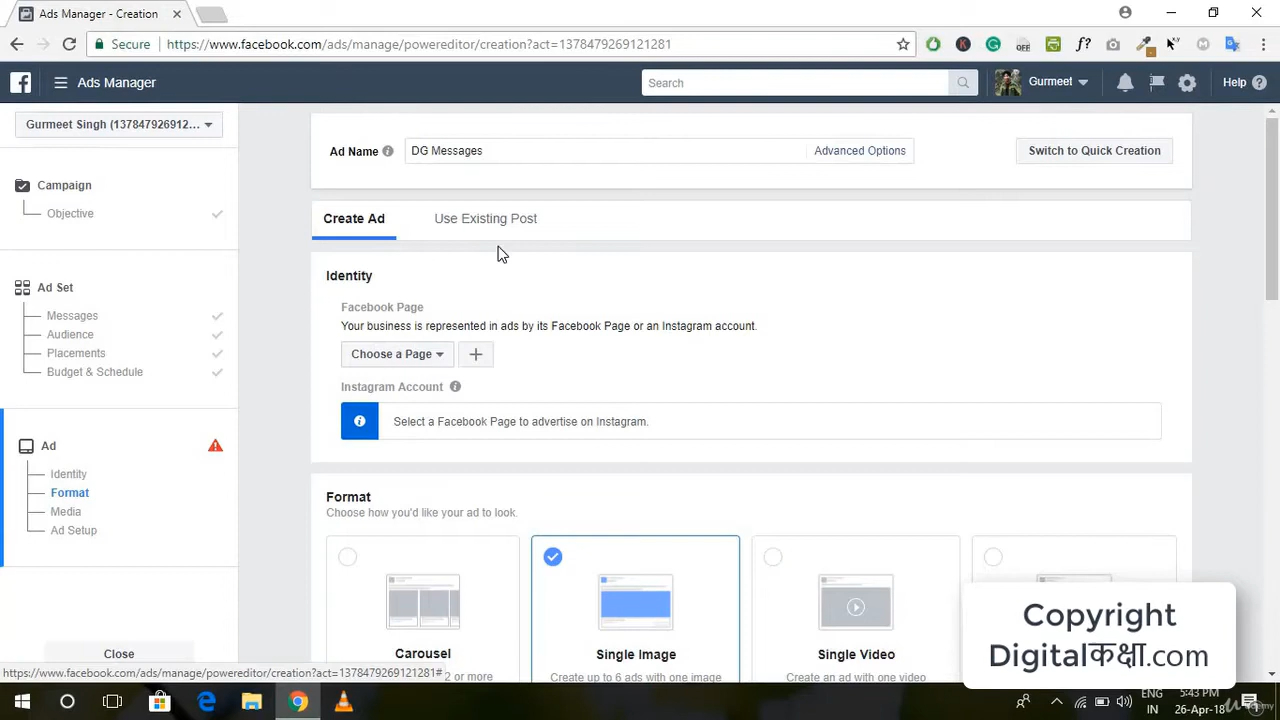 Ads Manager - Creation
Secure
https://www.facebook.com/ads/manage/powereditor/creation?act=1378479269121281
Ads Manager
Search
Gurmeet
Help
Gurmeet Singh (137847926912...
Campaign
Objective
Ad Set
Messages
Audience
Placements
Budget & Schedule
Ad
Identity
Format
Media
Ad Setup
Close
Ad Name
DG Messages
Advanced Options
Switch to Quick Creation
Create Ad
Use Existing Post
Identity
Facebook Page
Your business is represented in ads by its Facebook Page or an Instagram account.
Choose a Page
Instagram Account
Select a Facebook Page to advertise on Instagram.
Format
Choose how you'd like your ad to look.
Carousel
2 or more
Single Image
Create up to 6 ads with one image
Single Video
Create an ad with one video
https://www.facebook.com/ads/manage/powereditor/creation?act=1378479269121281#
Copyright
Digitalकक्षा.com
ENG
IN
5:43 PM
26-Apr-18
Udemy